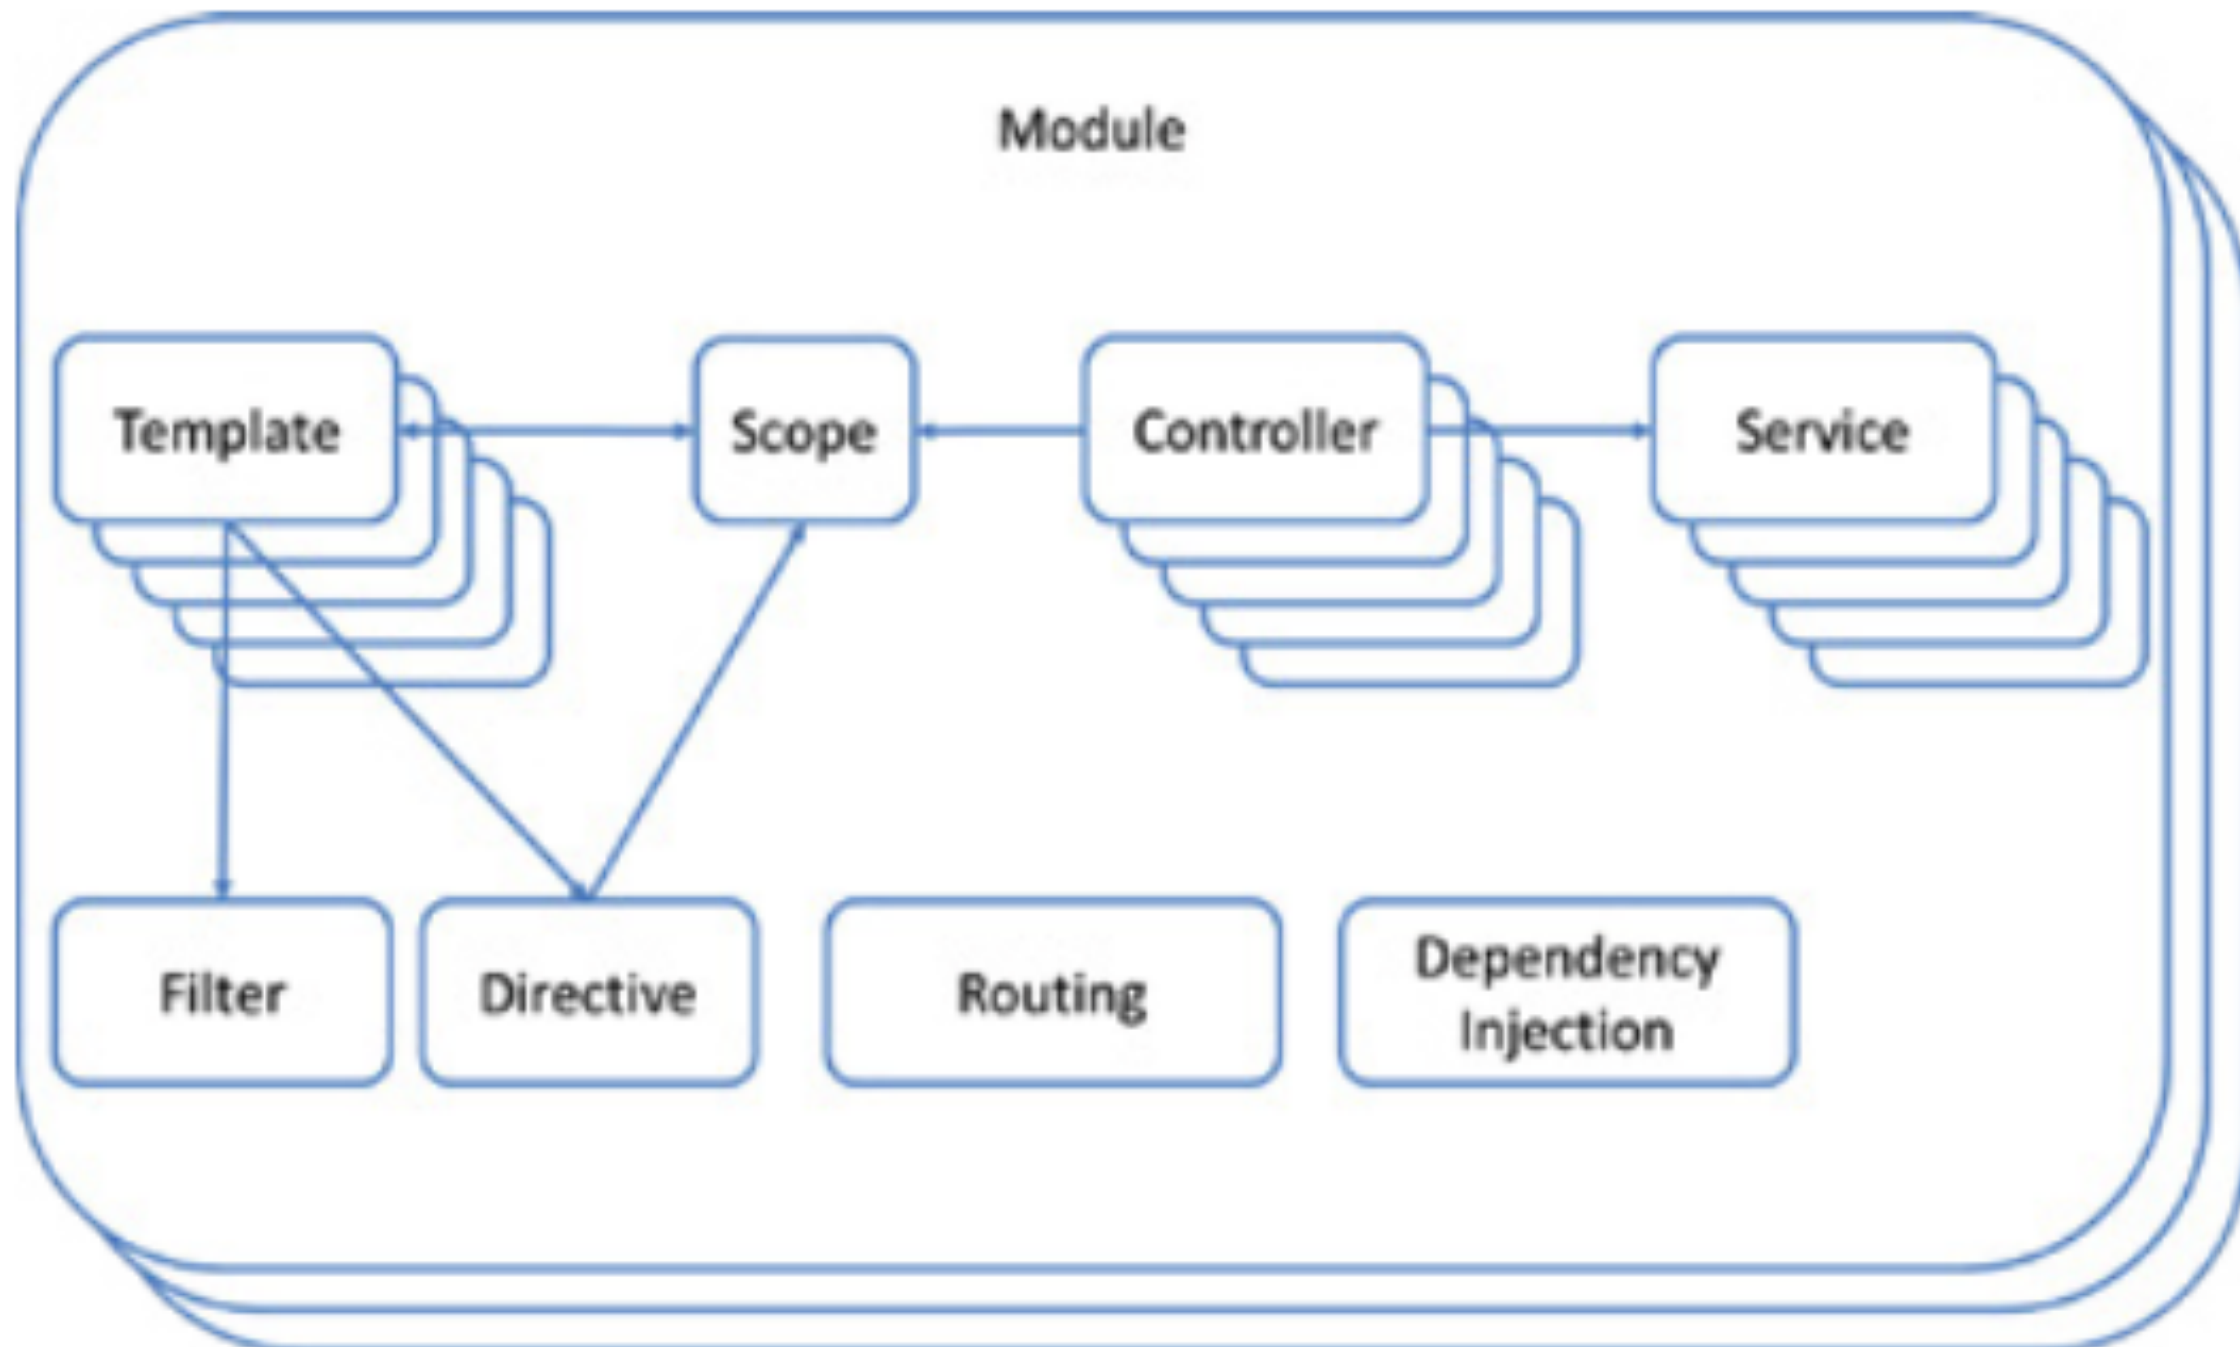 Module
Template
Scope
Controller
Service
Filter
Directive
Routing
Dependency
Injection